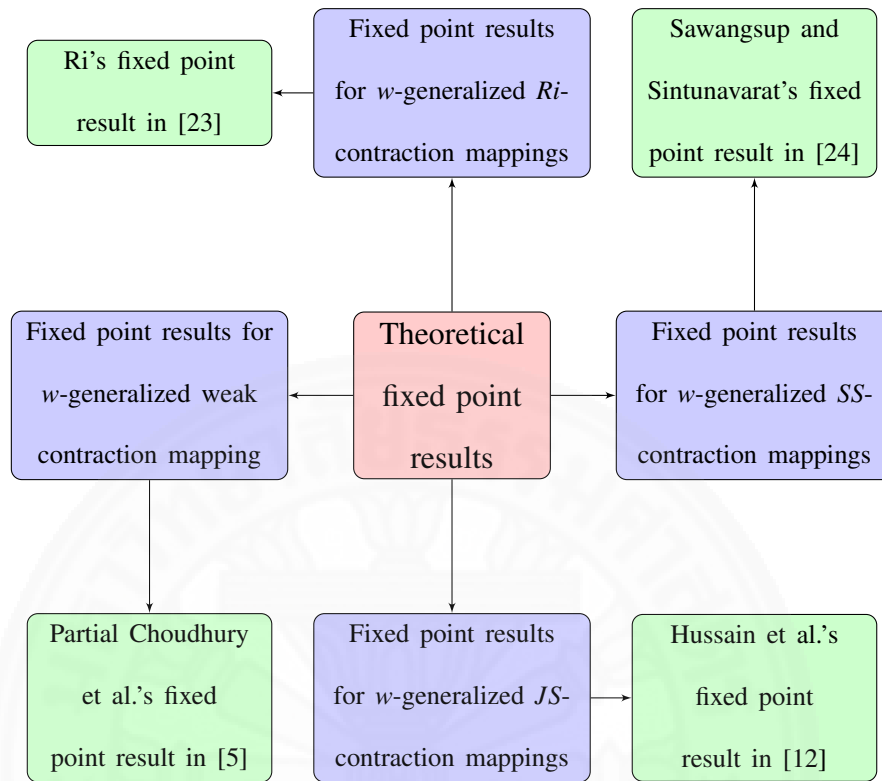 Ri's fixed point
result in [23]
Fixed point results
for w-generalized Ri-
contraction mappings
Sawangsup and
Sintunavarat's fixed
point result in [24]
Fixed point results for
w-generalized weak
contraction mapping
Theoretical
fixed point
results
Fixed point results
for w-generalized SS-
contraction mappings
Partial Choudhury
et al.'s fixed
point result in [5]
Fixed point results
for w-generalized JS-
contraction mappings
Hussain et al.'s
fixed point
result in [12]